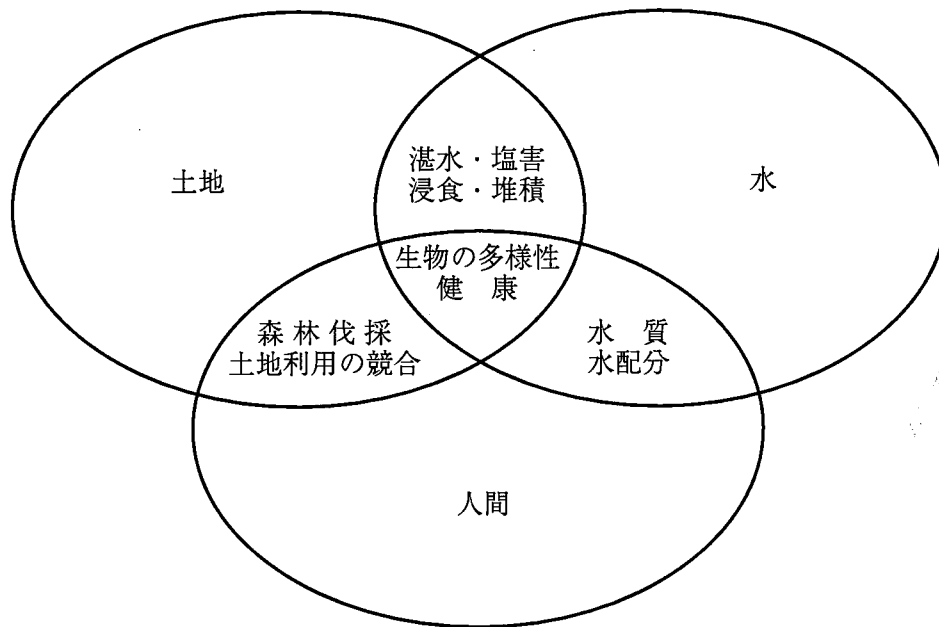 湛水・塩害
浸食・堆積
土地
水
生物の多様性
健 康
森林伐採
土地利用の競合
水 質
水配分
人間